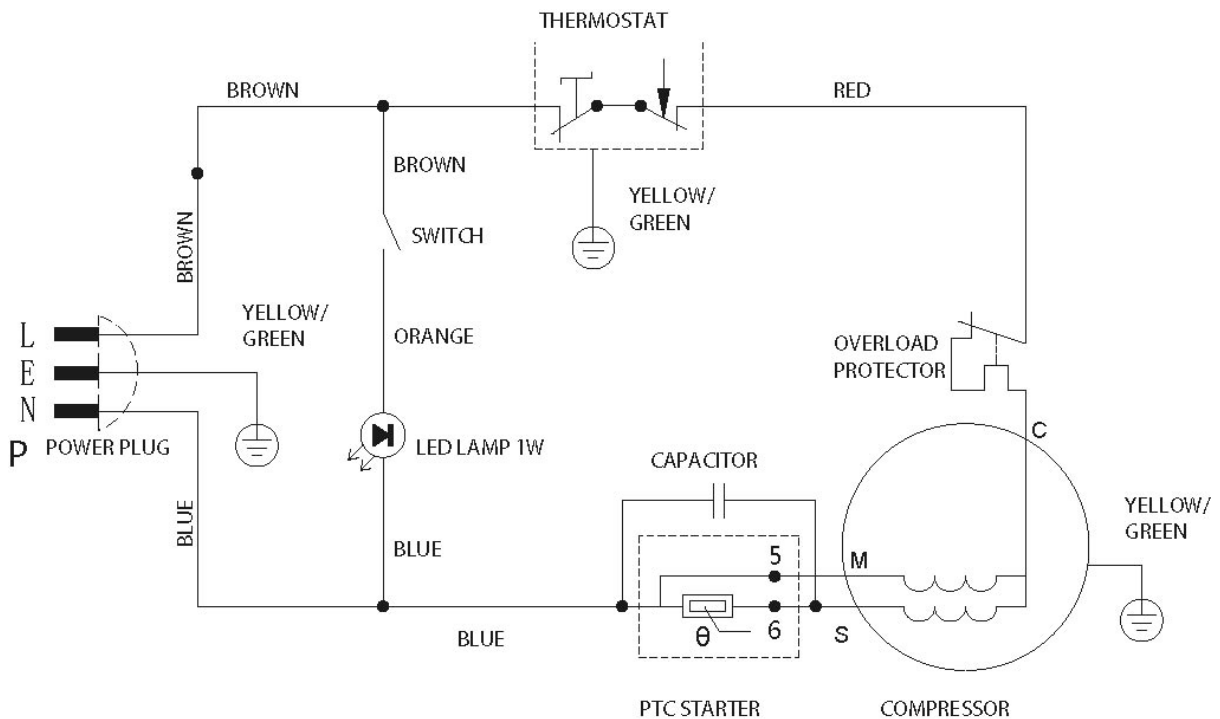 THERMOSTAT
BROWN
RED
BROWN
YELLOW/
GREEN
BROWN
SWITCH
YELLOW/
GREEN
L
E
N
P
POWER PLUG
ORANGE
OVERLOAD
PROTECTOR
C
LED LAMP 1W
CAPACITOR
YELLOW/
GREEN
BLUE
BLUE
5
M
BLUE
θ
6
S
PTC STARTER
COMPRESSOR